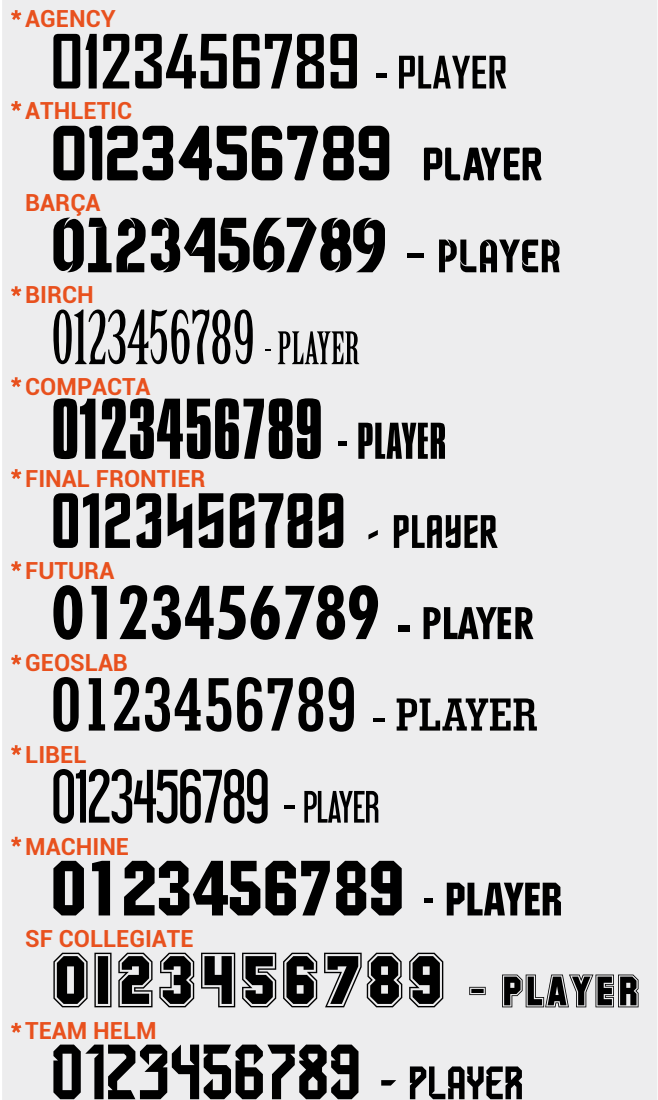 *AGENCY
0123456789 - PLAYER
*ATHLETIC
0123456789 PLAYER
BARÇA
0123456789 - PLAYER
*BIRCH
0123456789 - PLAYER
*COMPACTA
0123456789 - PLAYER
*FINAL FRONTIER
0123456789 - PLAYER
*FUTURA
0123456789 - PLAYER
*GEOSLAB
0123456789 - PLAYER
*LIBEL
0123456789 - PLAYER
*MACHINE
0123456789 - PLAYER
SF COLLEGIATE
0123456789 - PLAYER
*TEAM HELM
0123456789 - PLAYER